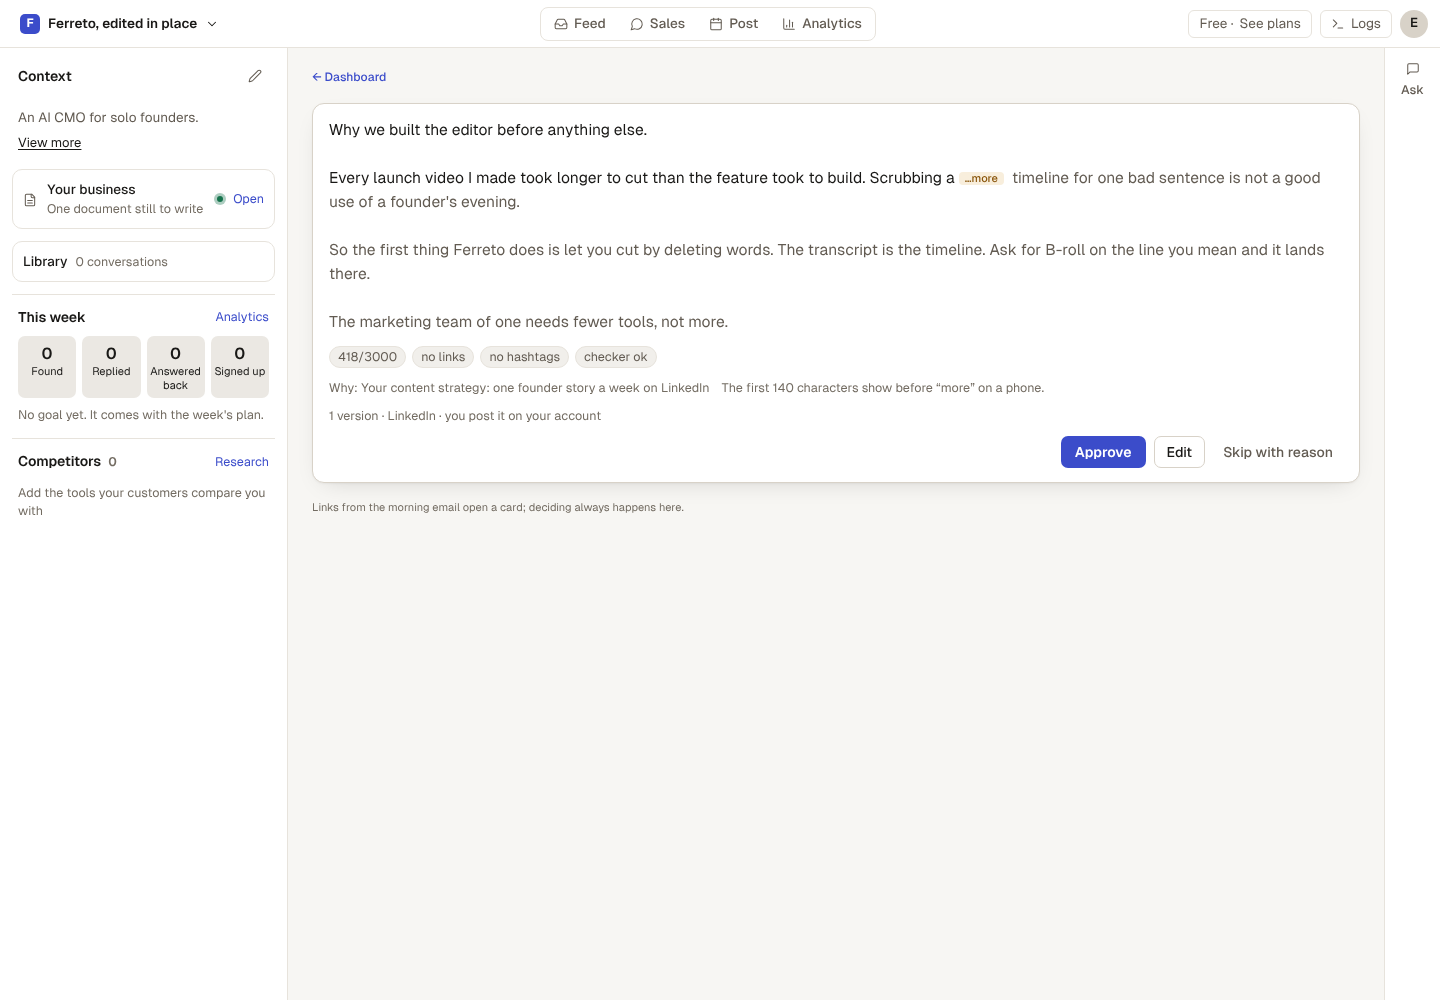 F Ferreto, edited in place
Feed Sales Post Analytics
Free · See plans
Logs
E
Context
An AI CMO for solo founders.
View more
Your business
One document still to write
Open
Library 0 conversations
This week
Analytics
0 Found
0 Replied
0 Answered back
0 Signed up
No goal yet. It comes with the week's plan.
Competitors 0
Research
Add the tools your customers compare you
with
← Dashboard
Why we built the editor before anything else.
Every launch video I made took longer to cut than the feature took to build. Scrubbing a …more timeline for one bad sentence is not a good
use of a founder's evening.
So the first thing Ferreto does is let you cut by deleting words. The transcript is the timeline. Ask for B-roll on the line you mean and it lands
there.
The marketing team of one needs fewer tools, not more.
418/3000 no links no hashtags checker ok
Why: Your content strategy: one founder story a week on LinkedIn The first 140 characters show before “more” on a phone.
1 version · LinkedIn · you post it on your account
Approve Edit Skip with reason
Links from the morning email open a card; deciding always happens here.
Ask